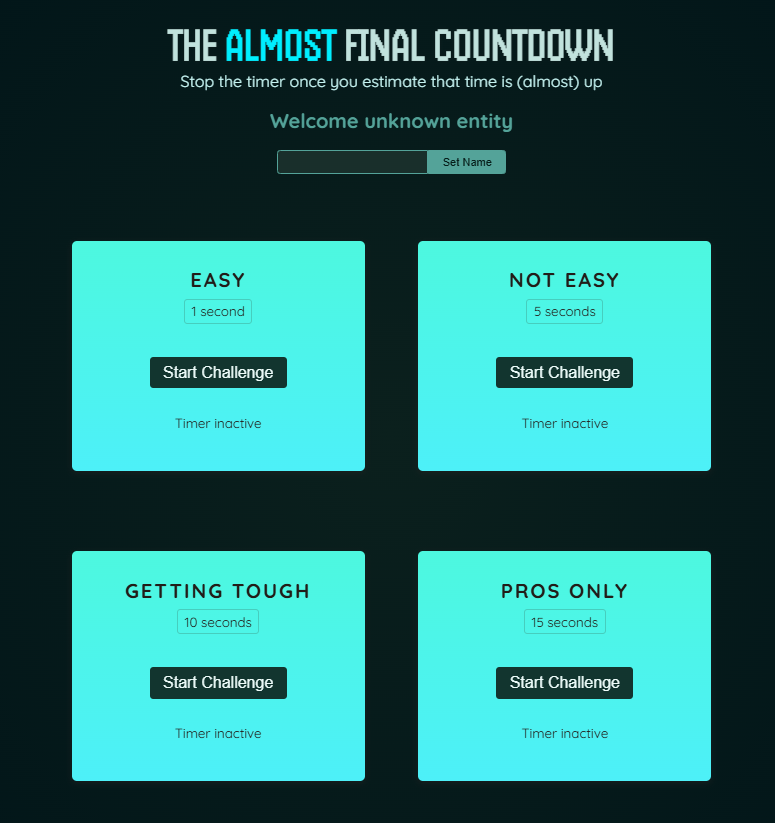 THE ALMOST FINAL COUNTDOWN
Stop the timer once you estimate that time is (almost) up
Welcome unknown entity
Set Name
EASY
1 second
Start Challenge
Timer inactive
NOT EASY
5 seconds
Start Challenge
Timer inactive
GETTING TOUGH
10 seconds
Start Challenge
Timer inactive
PROS ONLY
15 seconds
Start Challenge
Timer inactive